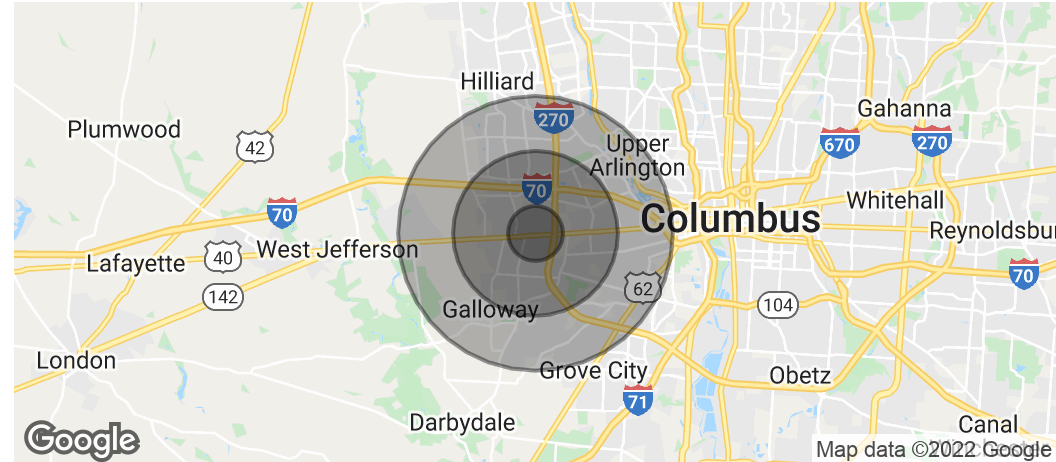 Hilliard
Gahanna
270
Plumwood
42
670
270
Upper
Arlington
70
Whitehall
70
Columbus
Reynoldsbur
West Jefferson
40
Lafayette
70
62
142
104
Galloway
London
Grove City
Obetz
71
Darbydale
Canal
Google
Map data ©2022 Google